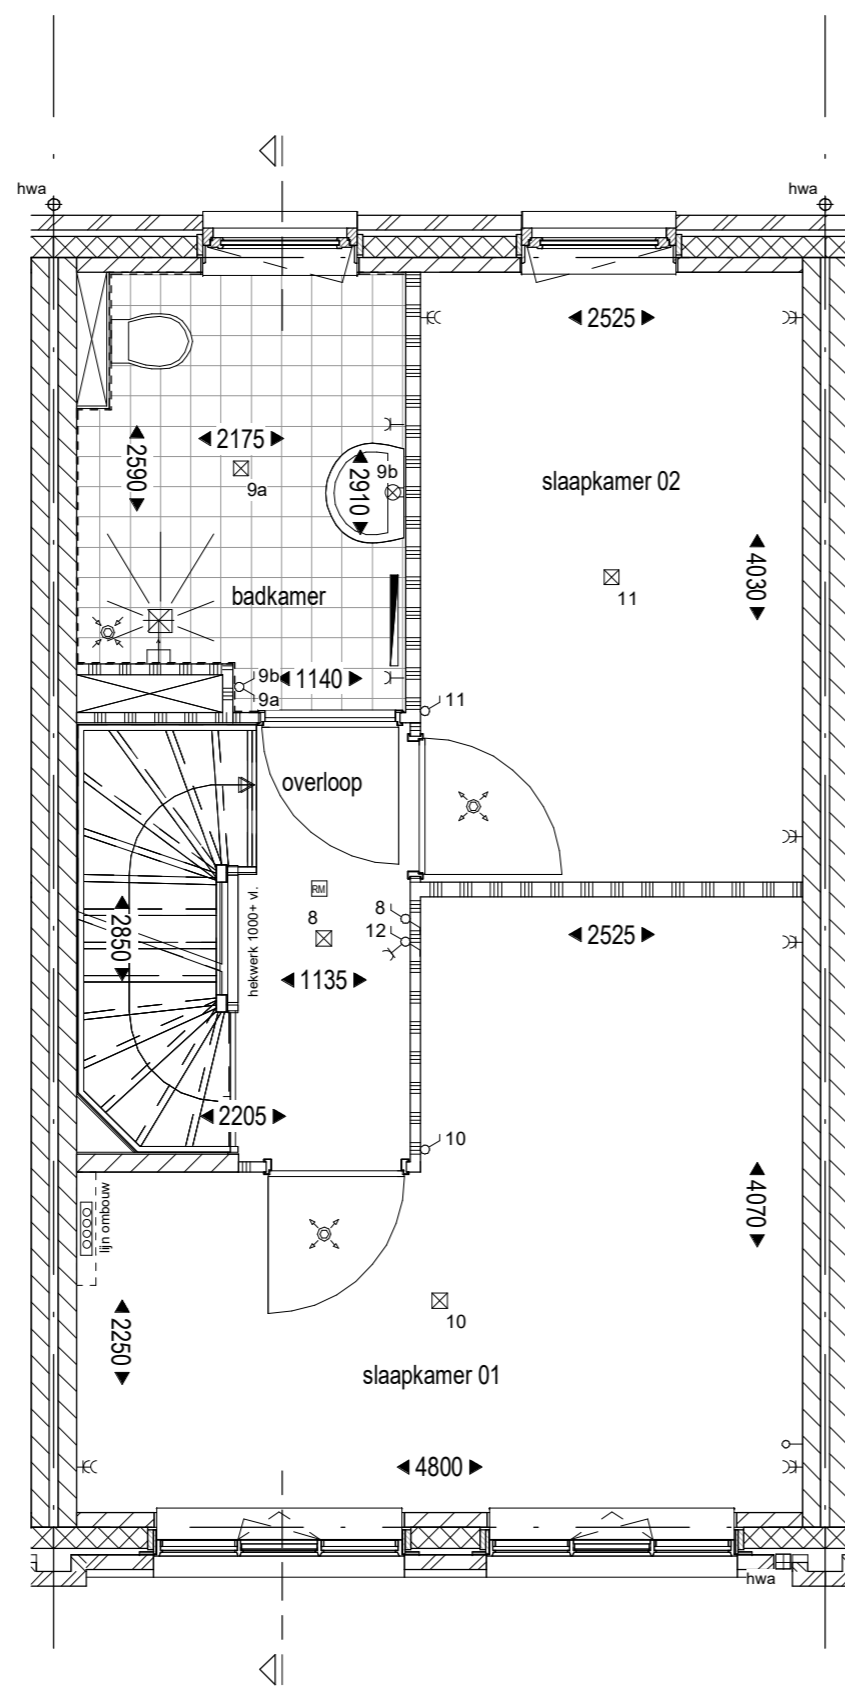 hwa
hwa
2525
2175
2590
9a
9b
2910
slaapkamer 02
4030
11
badkamer
9b
9a
1140
11
overloop
RM
8
8
12
hekwerk 1000+ vl.
2850
2525
1135
2205
10
lijn ombouw
4070
10
2250
slaapkamer 01
4800
hwa